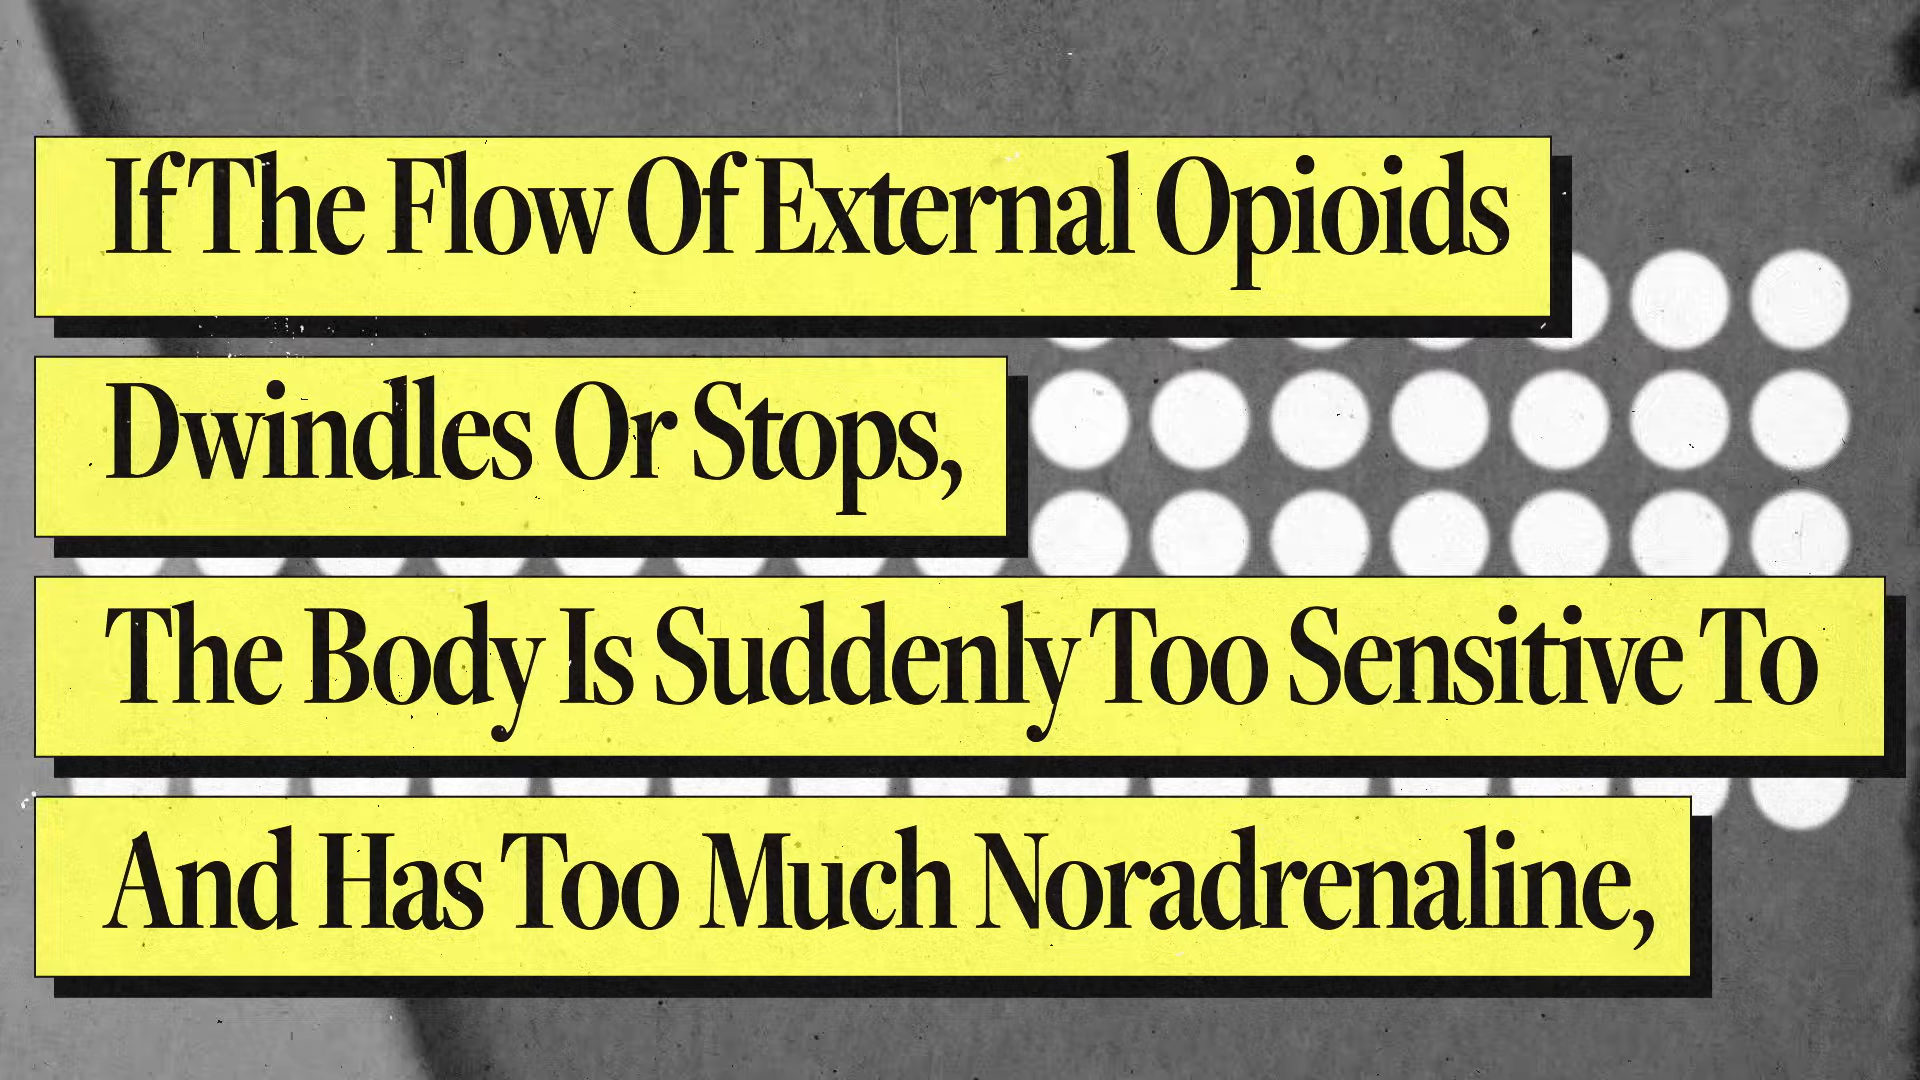 If The Flow Of External Opioids
Dwindles Or Stops,
The Body Is Suddenly Too Sensitive To
And Has Too Much Noradrenaline,